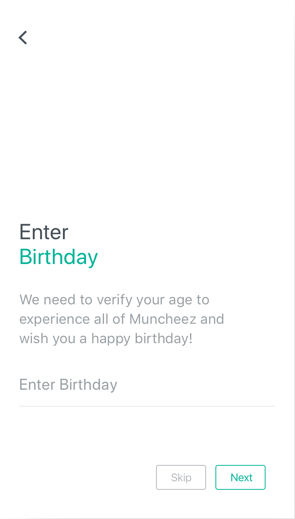 Enter
Birthday
We need to verify your age to
experience all of Muncheez and
wish you a happy birthday!
Enter Birthday
Skip
Next